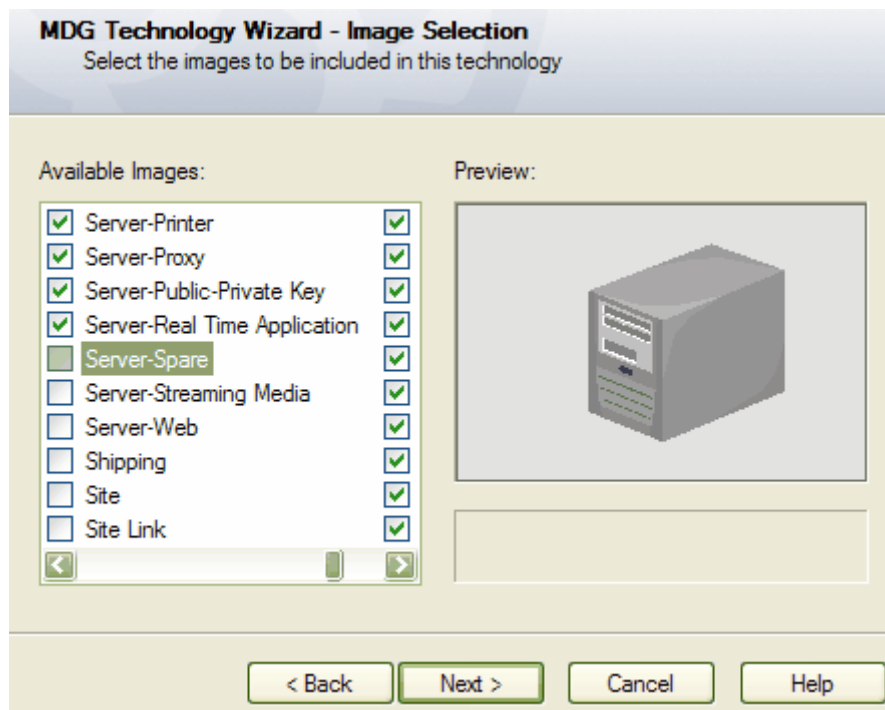 MDG Technology Wizard - Image Selection
Select the images to be included in this technology
Available Images:
Preview:
Server-Printer
Server-Proxy
Server-Public-Private Key
Server-Real Time Application
Server-Spare
Server-Streaming Media
Server-Web
Shipping
Site
Site Link
< Back
Next >
Cancel
Help